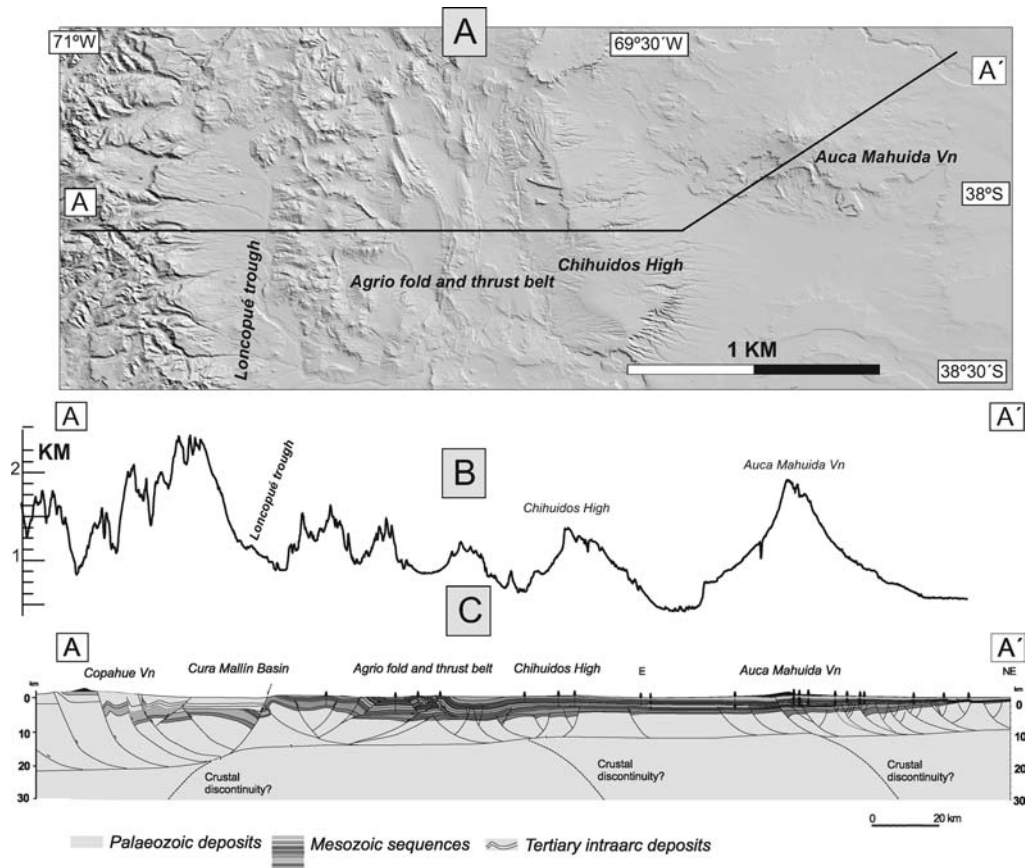 71ºW
A
69º30´W
A´
Auca Mahuida Vn
38ºS
A
Chihuidos High
Agrio fold and thrust belt
Loncopué trough
1 KM
38º30´S
A
A´
KM
2
1
B
Loncopué trough
Chihuidos High
Auca Mahuida Vn
C
A
A´
Copahue Vn
Cura Mallín Basin
Agrio fold and thrust belt
Chihuidos High
E
Auca Mahuida Vn
NE
km
0
10
20
30
km
0
10
20
30
Crustal
discontinuity?
Crustal
discontinuity?
Crustal
discontinuity?
0 20 km
Palaeozoic deposits
Mesozoic sequences
Tertiary intraarc deposits